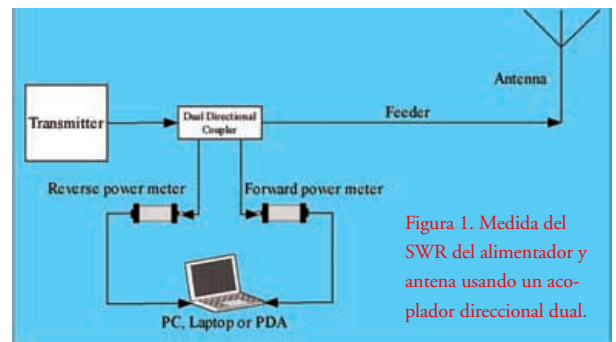 Antenna
Transmitter
Dual Directional
Coupler
Feeder
Reverse power meter
Forward power meter
PC, Laptop or PDA
Figura 1. Medida del
SWR del alimentador y
antena usando un aco-
plador direccional dual.